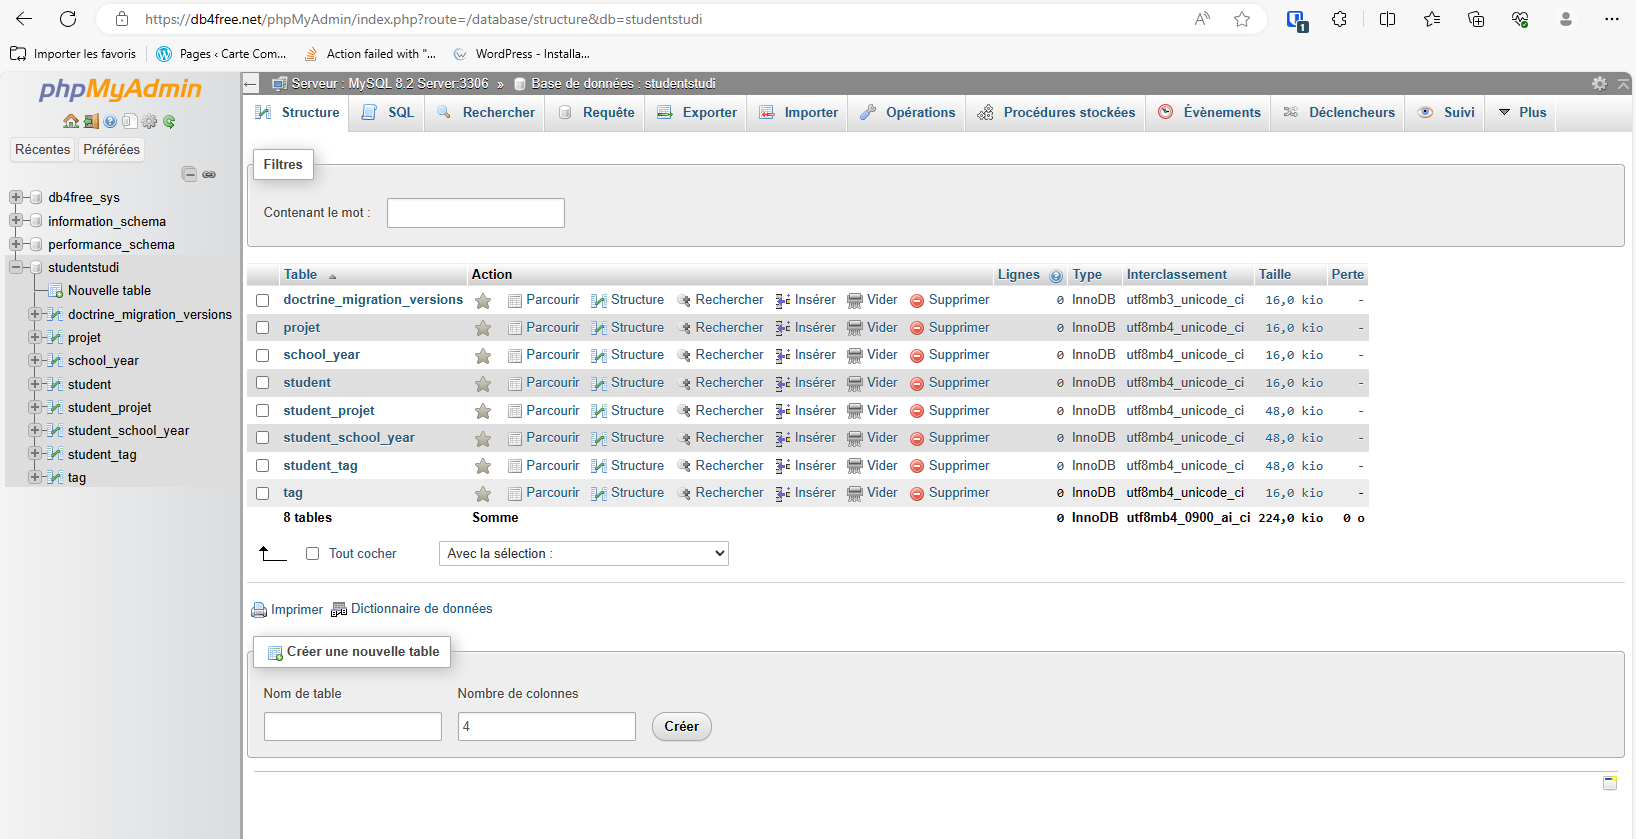 https://db4free.net/phpMyAdmin/index.php?route=/database/structure&db=studentstudi
1
Importer les favoris Pages ‹ Carte Com... Action failed with "... WordPress - Installa...
phpMyAdmin
Récentes Préférées
db4free_sys
information_schema
performance_schema
studentstudi
Nouvelle table
doctrine_migration_versions
projet
school_year
student
student_projet
student_school_year
student_tag
tag
Serveur : MySQL 8.2 Server:3306 » Base de données : studentstudi
Structure SQL Rechercher Requête Exporter Importer Opérations Procédures stockées Évènements Déclencheurs Suivi Plus
Filtres
Contenant le mot :
Table Action Lignes Type Interclassement Taille Perte
doctrine_migration_versions Parcourir Structure Rechercher Insérer Vider Supprimer 0 InnoDB utf8mb3_unicode_ci 16,0 kio -
projet Parcourir Structure Rechercher Insérer Vider Supprimer 0 InnoDB utf8mb4_unicode_ci 16,0 kio -
school_year Parcourir Structure Rechercher Insérer Vider Supprimer 0 InnoDB utf8mb4_unicode_ci 16,0 kio -
student Parcourir Structure Rechercher Insérer Vider Supprimer 0 InnoDB utf8mb4_unicode_ci 16,0 kio -
student_projet Parcourir Structure Rechercher Insérer Vider Supprimer 0 InnoDB utf8mb4_unicode_ci 48,0 kio -
student_school_year Parcourir Structure Rechercher Insérer Vider Supprimer 0 InnoDB utf8mb4_unicode_ci 48,0 kio -
student_tag Parcourir Structure Rechercher Insérer Vider Supprimer 0 InnoDB utf8mb4_unicode_ci 48,0 kio -
tag Parcourir Structure Rechercher Insérer Vider Supprimer 0 InnoDB utf8mb4_unicode_ci 16,0 kio -
8 tables Somme 0 InnoDB utf8mb4_0900_ai_ci 224,0 kio 0 o
Tout cocher Avec la sélection :
Imprimer Dictionnaire de données
Créer une nouvelle table
Nom de table Nombre de colonnes
4 Créer